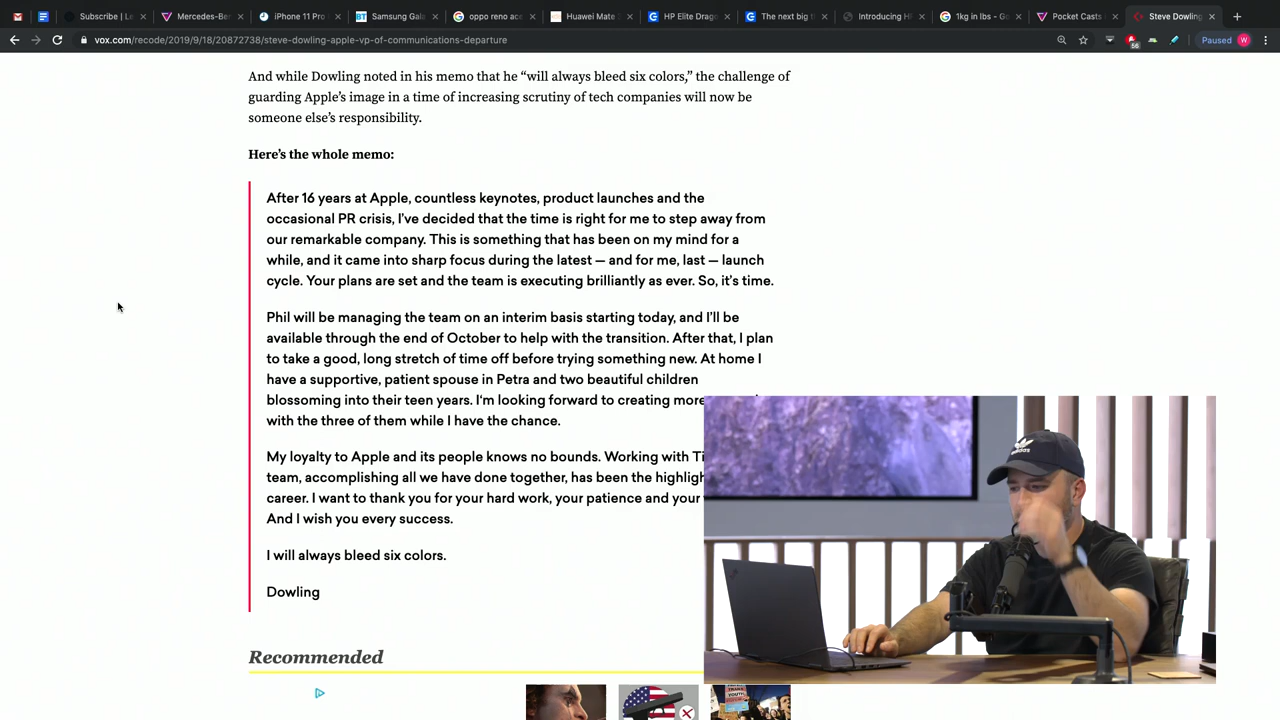 Subscribe | Le
Mercedes-Ber
iPhone 11 Pro
Samsung Gala
oppo reno ace
Huawei Mate
HP Elite Drago
The next big t
Introducing H
1kg in lbs - Go
Pocket Casts
Steve Dowling
vox.com/recode/2019/9/18/20872738/steve-dowling-apple-vp-of-communications-departure
56
Paused
W
And while Dowling noted in his memo that he “will always bleed six colors,” the challenge of
guarding Apple’s image in a time of increasing scrutiny of tech companies will now be
someone else’s responsibility.
Here’s the whole memo:
After 16 years at Apple, countless keynotes, product launches and the
occasional PR crisis, I’ve decided that the time is right for me to step away from
our remarkable company. This is something that has been on my mind for a
while, and it came into sharp focus during the latest — and for me, last — launch
cycle. Your plans are set and the team is executing brilliantly as ever. So, it’s time.
Phil will be managing the team on an interim basis starting today, and I’ll be
available through the end of October to help with the transition. After that, I plan
to take a good, long stretch of time off before trying something new. At home I
have a supportive, patient spouse in Petra and two beautiful children
blossoming into their teen years. I‘m looking forward to creating more
with the three of them while I have the chance.
My loyalty to Apple and its people knows no bounds. Working with Ti
team, accomplishing all we have done together, has been the highligh
career. I want to thank you for your hard work, your patience and your
And I wish you every success.
I will always bleed six colors.
Dowling
Recommended
adidas
ThinkPad